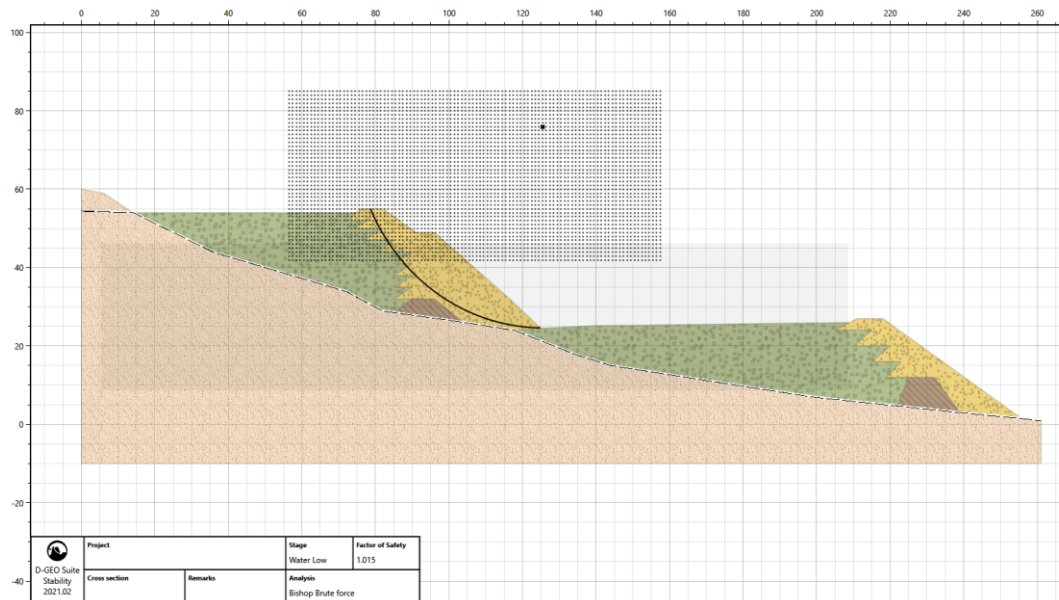 0 20 40 60 80 100 120 140 160 180 200 220 240 260
100
80
60
40
20
0
-20
-40
D-GEO Suite
Stability
2021.02
Project
Stage
Water Low
Factor of Safety
1.015
Cross section
Remarks
Analysis
Bishop Brute force